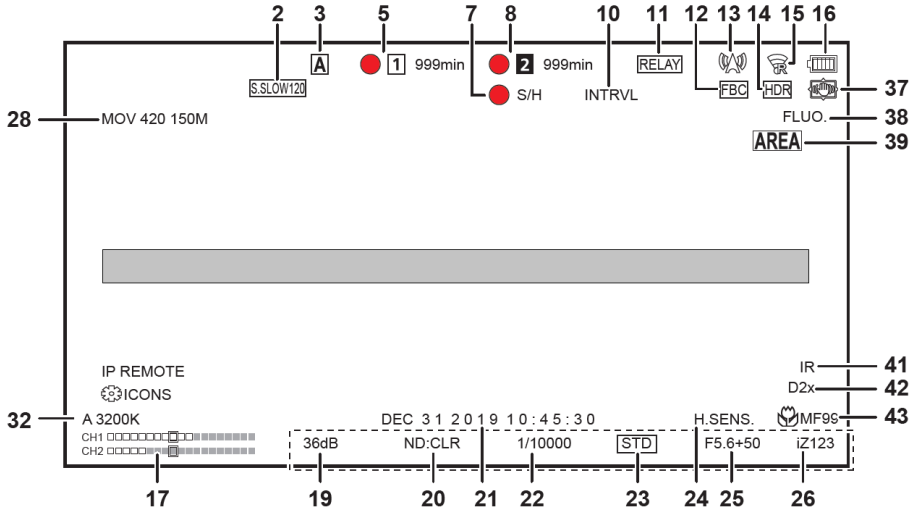 2 3 5 7 8 10 11 12 13 14 15 16
A 1 999min 2 999min RELAY R
S.SLOW120 S/H INTRVL FBC HDR 37
28 MOV 420 150M FLUO. 38
AREA 39
IP REMOTE IR 41
ICONS D2x 42
32 A 3200K DEC 31 2019 10:45:30 H.SENS. MF99 43
CH1
CH2 36dB ND:CLR 1/10000 STD F5.6+50 iZ123
17 19 20 21 22 23 24 25 26